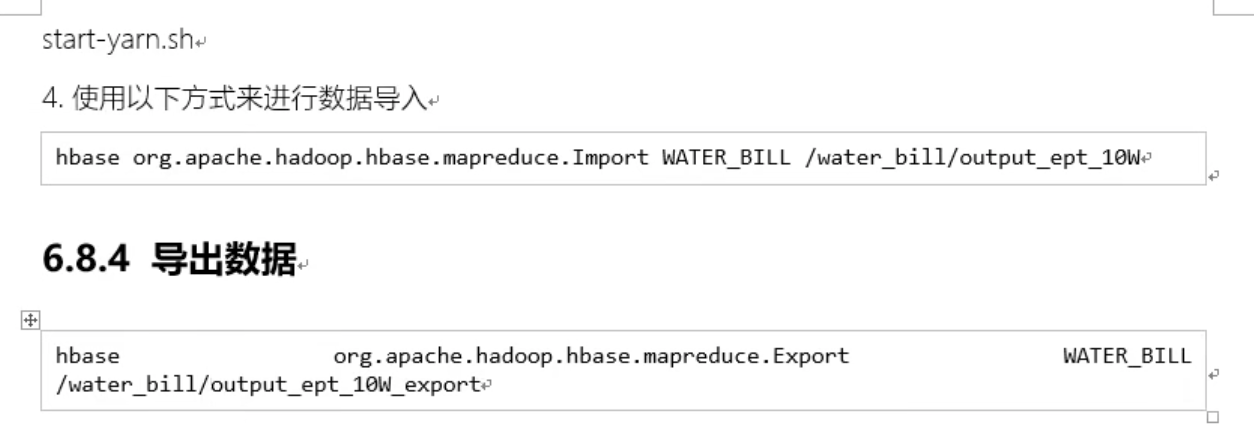 start-yarn.sh
4. 使用以下方式来进行数据导入
hbase org.apache.hadoop.hbase.mapreduce.Import WATER_BILL /water_bill/output_ept_10W
6.8.4 导出数据
hbase org.apache.hadoop.hbase.mapreduce.Export WATER_BILL
/water_bill/output_ept_10W_export